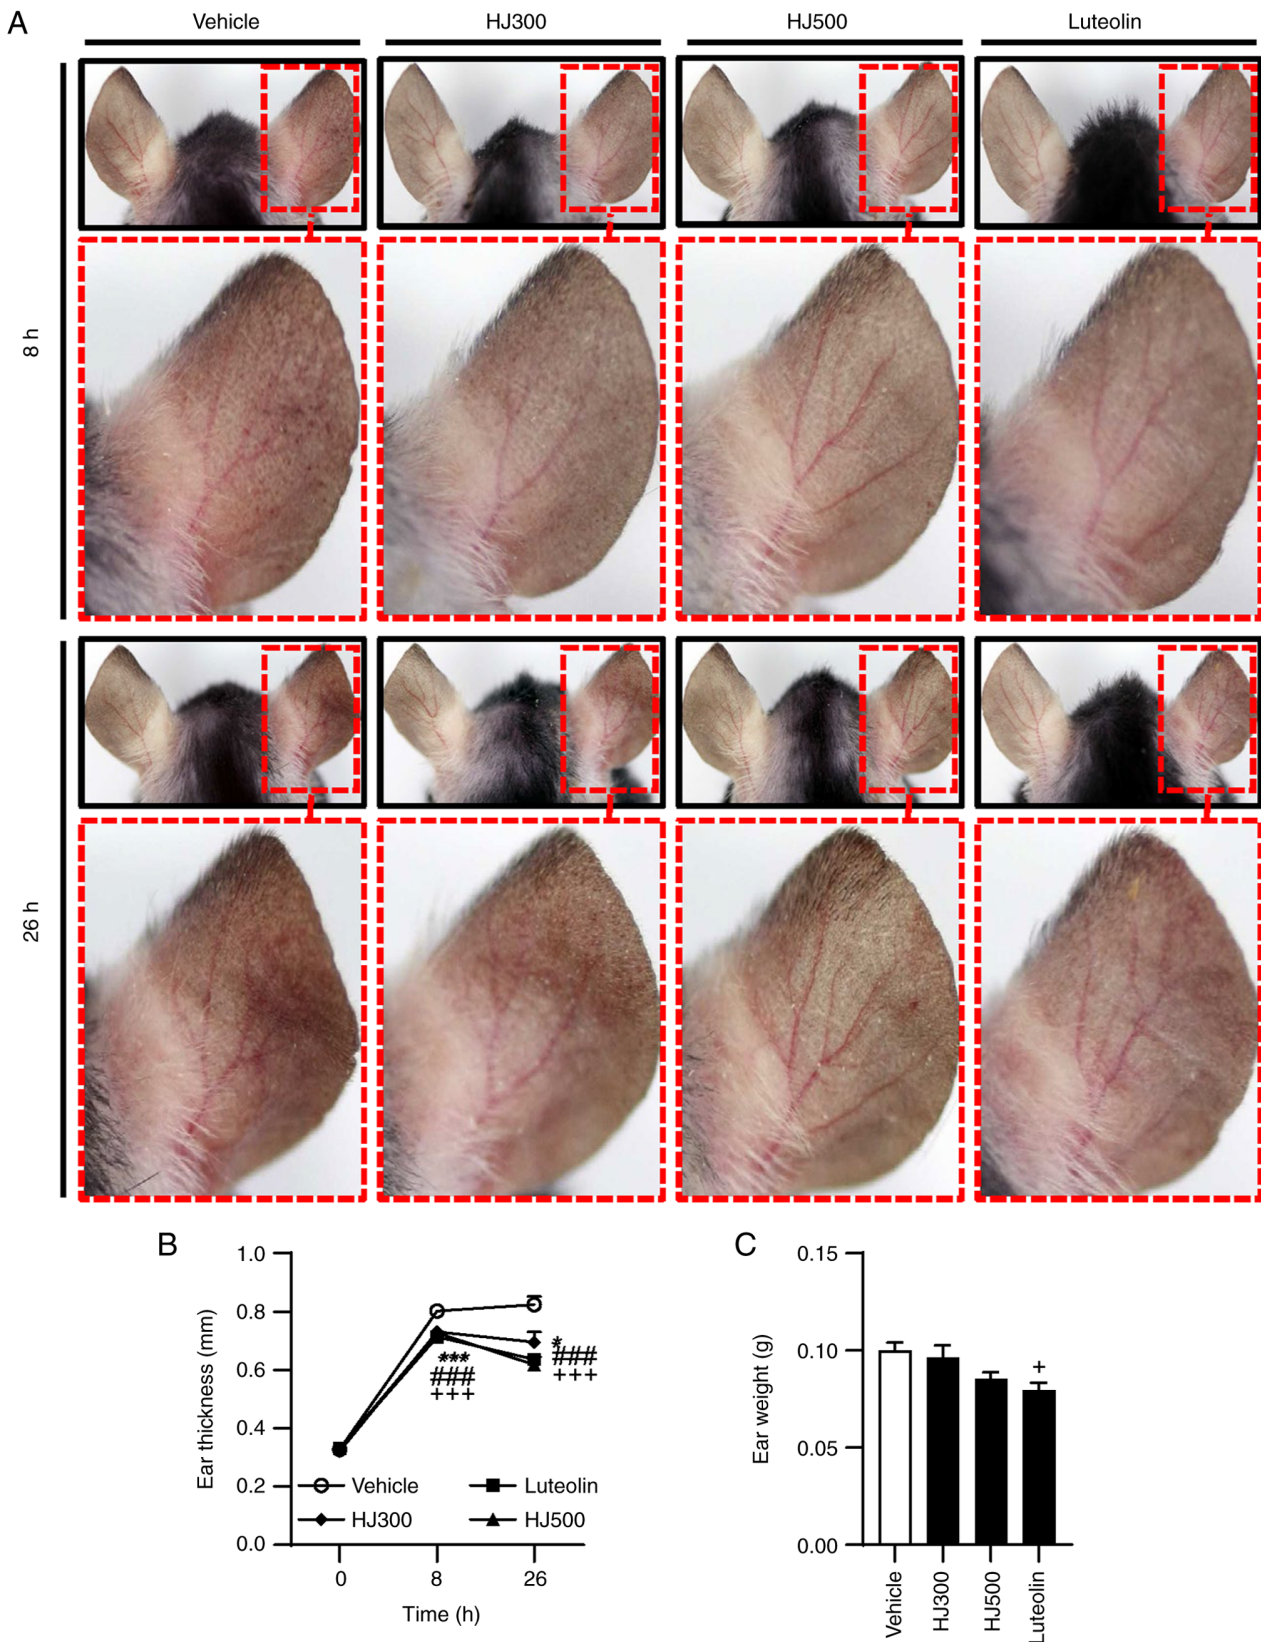 A
Vehicle HJ300 HJ500 Luteolin
8 h
26 h
B
1.0
0.8
0.6
0.4
0.2
0.0
Ear thickness (mm)
***
###
+++
*
###
+++
Vehicle
Luteolin
HJ300
HJ500
0 8 26
Time (h)
C
0.15
0.10
0.05
0.00
Ear weight (g)
+
Vehicle
HJ300
HJ500
Luteolin